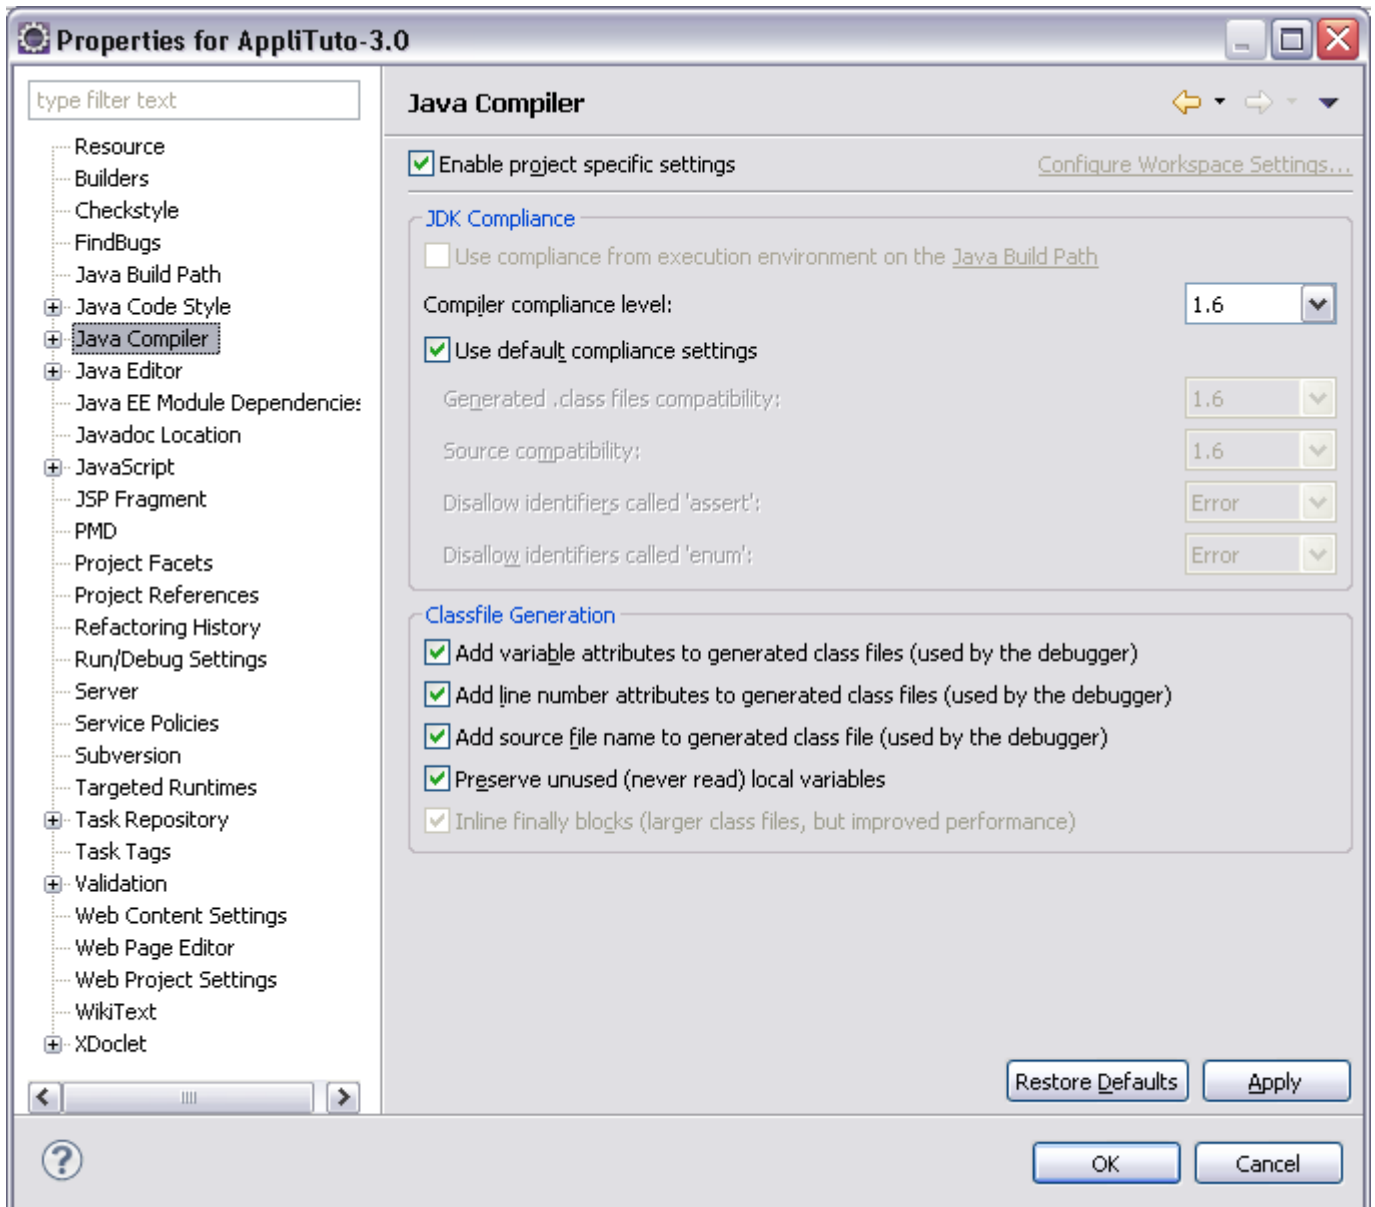 Properties for AppliTuto-3.0
type filter text
Resource
Builders
Checkstyle
FindBugs
Java Build Path
Java Code Style
Java Compiler
Java Editor
Java EE Module Dependencies
Javadoc Location
JavaScript
JSP Fragment
PMD
Project Facets
Project References
Refactoring History
Run/Debug Settings
Server
Service Policies
Subversion
Targeted Runtimes
Task Repository
Task Tags
Validation
Web Content Settings
Web Page Editor
Web Project Settings
WikiText
XDoclet
Java Compiler
Enable project specific settings
Configure Workspace Settings...
JDK Compliance
Use compliance from execution environment on the Java Build Path
Compiler compliance level: 1.6
Use default compliance settings
Generated .class files compatibility: 1.6
Source compatibility: 1.6
Disallow identifiers called 'assert': Error
Disallow identifiers called 'enum': Error
Classfile Generation
Add variable attributes to generated class files (used by the debugger)
Add line number attributes to generated class files (used by the debugger)
Add source file name to generated class file (used by the debugger)
Preserve unused (never read) local variables
Inline finally blocks (larger class files, but improved performance)
Restore Defaults
Apply
?
OK
Cancel